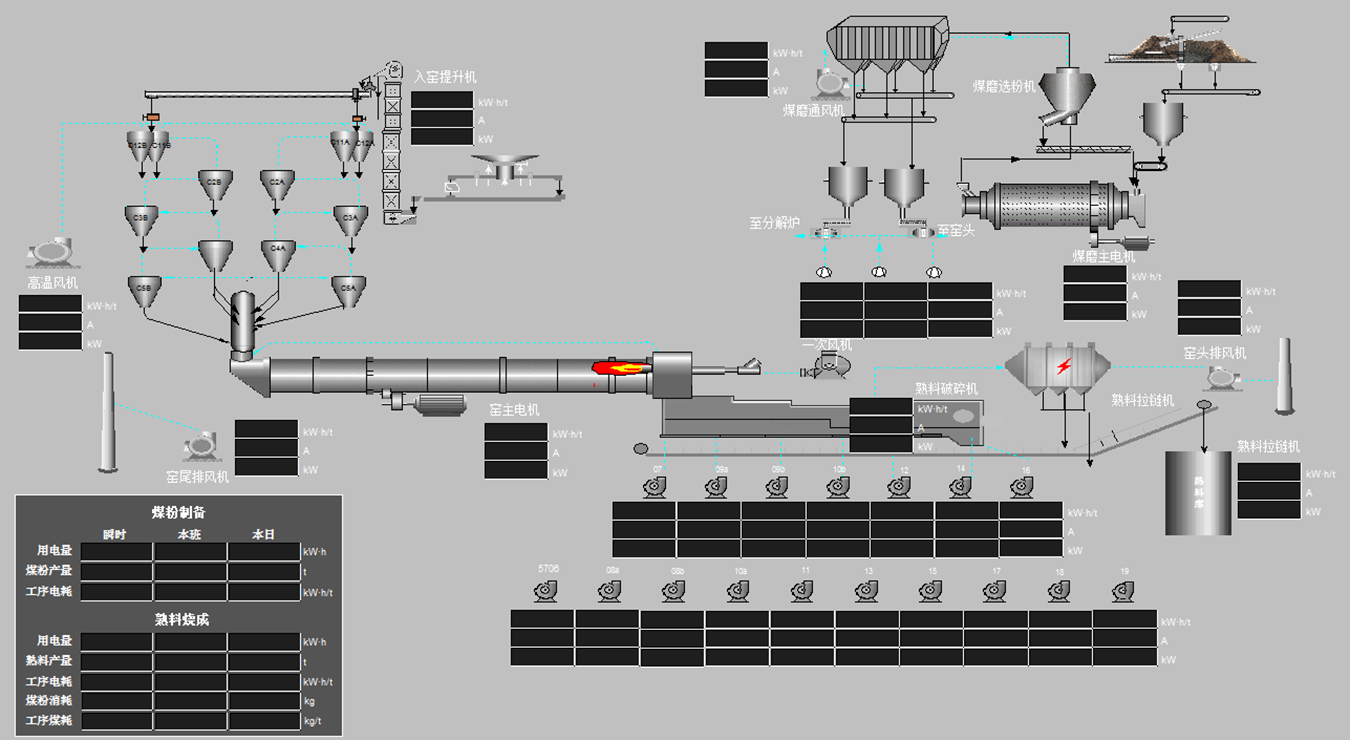 入窑提升机
kW·h/t
A
kW
C12B C11B
C11A C12A
C2B
C2A
C3B
C3A
C4A
C5B
C5A
高温风机
kW·h/t
A
kW
窑尾排风机
kW·h/t
A
kW
窑主电机
kW·h/t
A
kW
kW·h/t
A
kW
煤磨通风机
煤磨选粉机
至分解炉
至窑头
kW·h/t
A
kW
煤磨主电机
kW·h/t
A
kW
kW·h/t
A
kW
一次风机
窑头排风机
熟料破碎机
kW·h/t
A
kW
熟料拉链机
熟料库
熟料拉链机
kW·h/t
A
kW
07 09a 09b 10b 12 14 16
kW·h/t
A
kW
5706 08a 08b 10a 11 13 15 17 18 19
kW·h/t
A
kW
煤粉制备
瞬时 本班 本日
用电量 kW·h
煤粉产量 t
工序电耗 kW·h/t
熟料烧成
用电量 kW·h
熟料产量 t
工序电耗 kW·h/t
煤粉消耗 kg
工序煤耗 kg/t